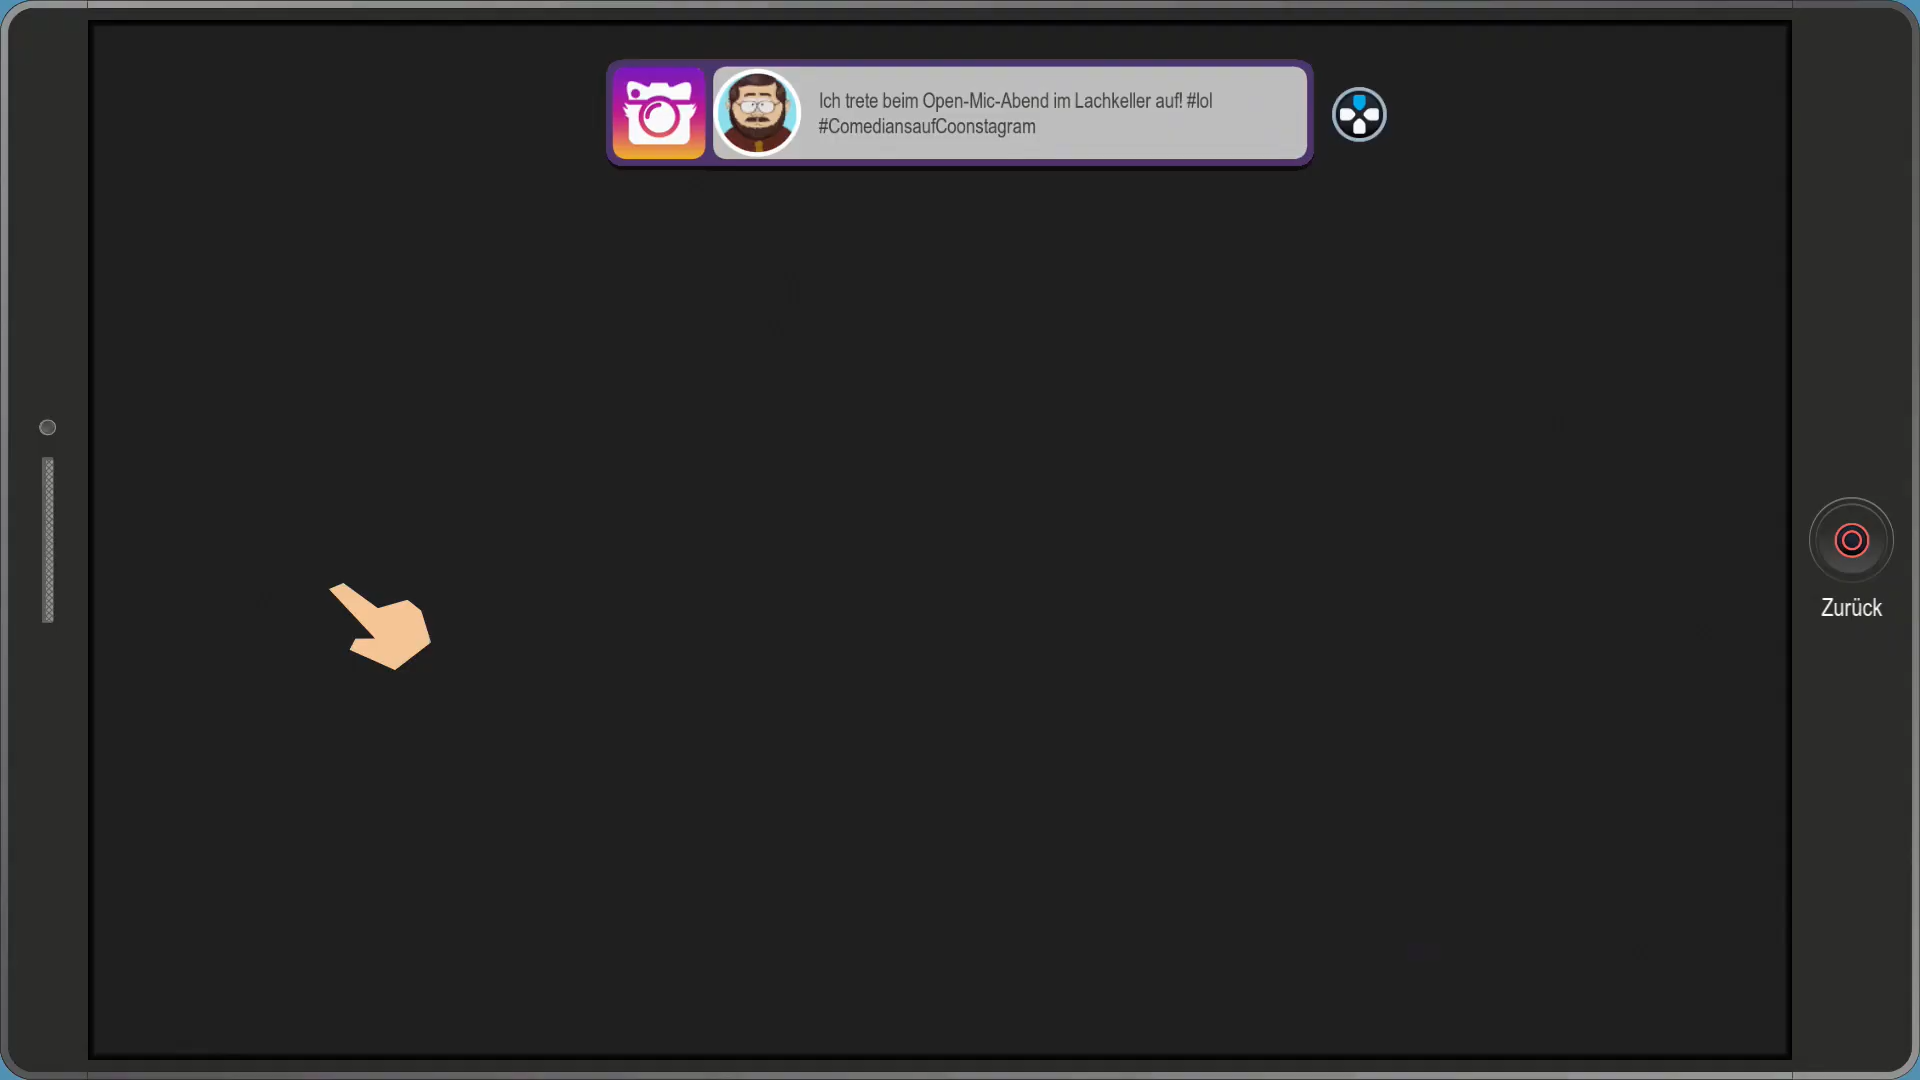 Ich trete beim Open-Mic-Abend im Lachkeller auf! #lol
#ComediansaufCoonstagram
Zurück